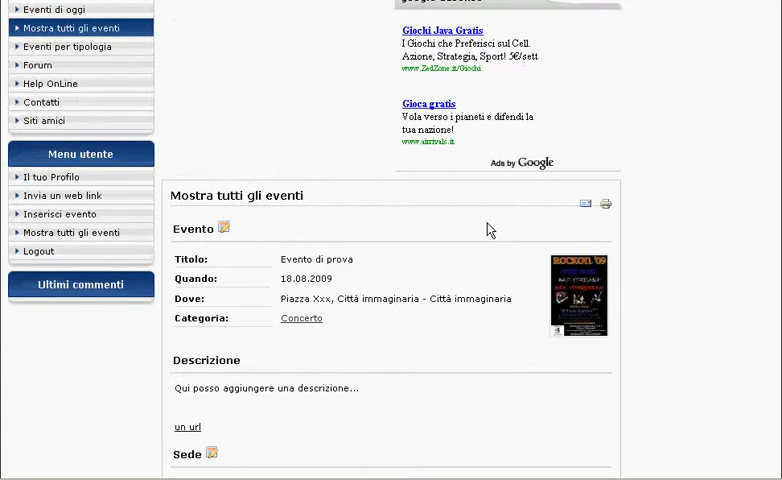 Eventi di oggi
Mostra tutti gli eventi
Eventi per tipologia
Forum
Help OnLine
Contatti
Siti amici
Menu utente
Il tuo Profilo
Invia un web link
Inserisci evento
Mostra tutti gli eventi
Logout
Ultimi commenti
Giochi Java Gratis
I Giochi che Preferisci sul Cell.
Azione, Strategia, Sport! 5€/sett
www.ZedZone.it/Giochi
Gioca gratis
Vola verso i pianeti e difendi la
tua nazione!
www.airrivals.it
Ads by Google
Mostra tutti gli eventi
Evento
Titolo: Evento di prova
Quando: 18.08.2009
Dove: Piazza Xxx, Città immaginaria - Città immaginaria
Categoria: Concerto
ROCKOTL '09
Descrizione
Qui posso aggiungere una descrizione...
un url
Sede